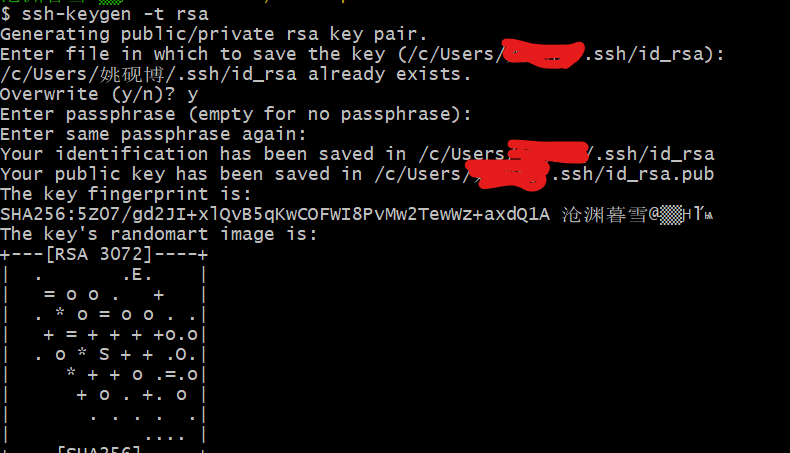 $ ssh-keygen -t rsa
Generating public/private rsa key pair.
Enter file in which to save the key (/c/Users/ .ssh/id_rsa):
/c/Users/姚砚博/.ssh/id_rsa already exists.
Overwrite (y/n)? y
Enter passphrase (empty for no passphrase):
Enter same passphrase again:
Your identification has been saved in /c/Users/ /.ssh/id_rsa
Your public key has been saved in /c/Users/ .ssh/id_rsa.pub
The key fingerprint is:
SHA256:5Z07/gd2JI+xlQvB5qKwCOFWI8PvMw2TewWz+axdQ1A 沧渊暮雪@
The key's randomart image is:
+---[RSA 3072]----+
|  .       .E.    |
|   = o o .   +   |
|  . * o = o o . .|
|   + = + + + +o.o|
|  . o * S + + .O.|
|     * + + o .=.o|
|      + o . +. o |
|       . . . .  .|
|            .... |
+----[SHA256]-----+